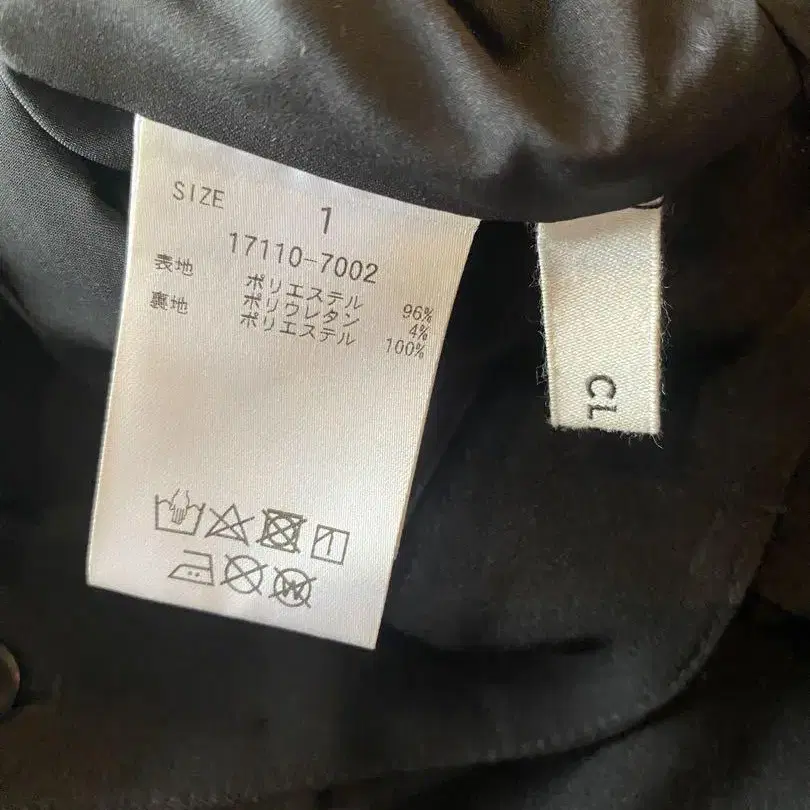 SIZE 1
17110-7002
表地 ポリエステル 96%
ポリウレタン 4%
裏地 ポリエステル 100%
CL